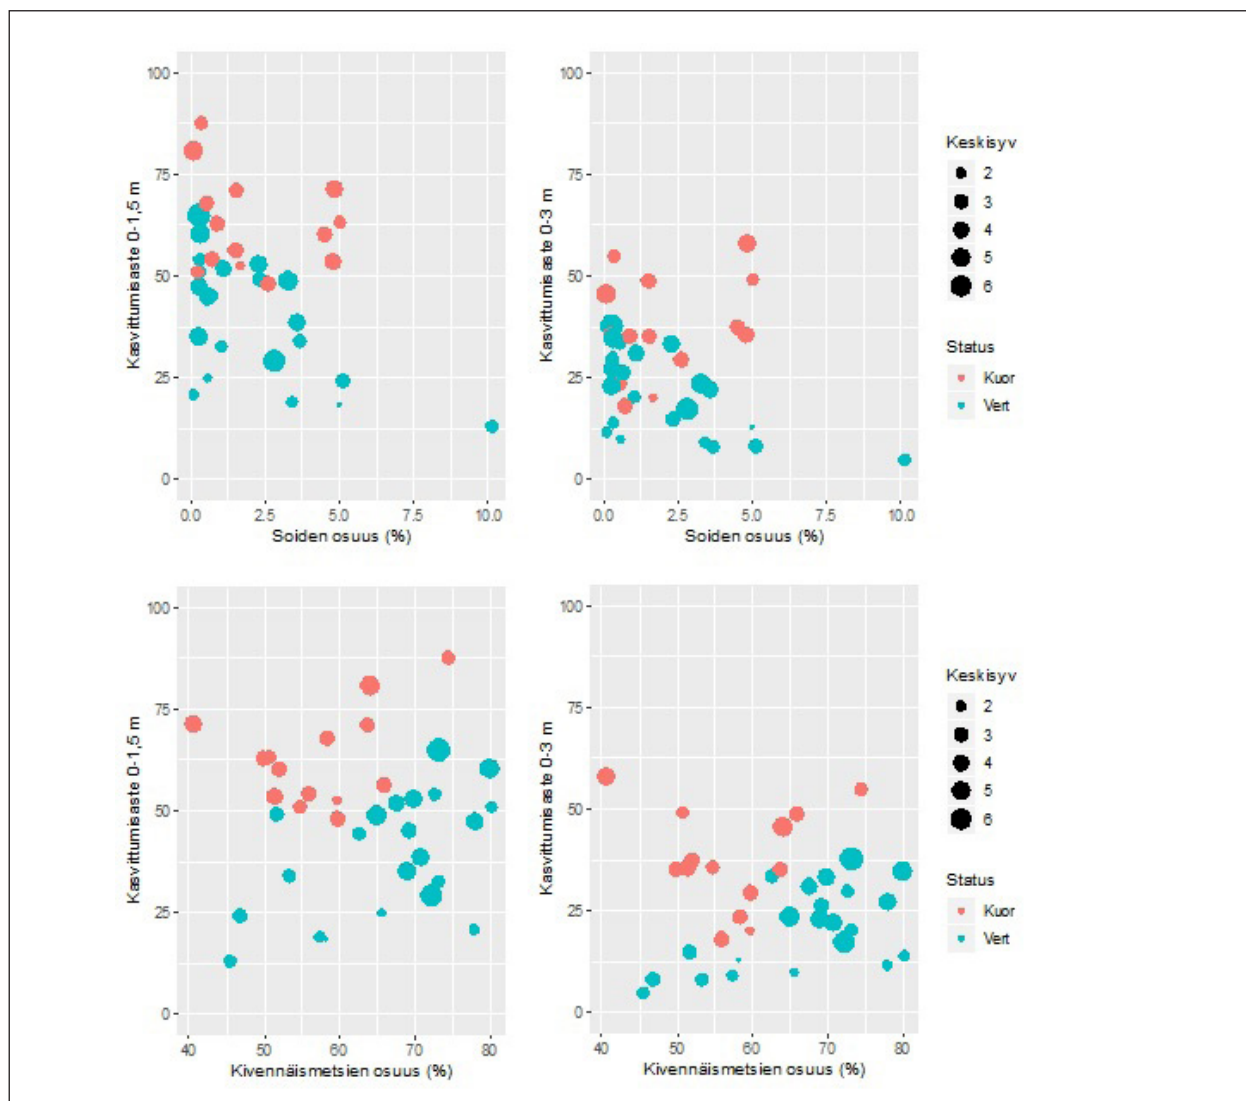 100
75
50
25
0
Kasvittumisaste 0-1,5 m
0.0 2.5 5.0 7.5 10.0
Soiden osuus (%)
100
75
50
25
0
Kasvittumisaste 0-3 m
0.0 2.5 5.0 7.5 10.0
Soiden osuus (%)
Keskisyv
2
3
4
5
6
Status
Kuor
Vert
100
75
50
25
0
Kasvittumisaste 0-1,5 m
40 50 60 70 80
Kivennäismetsien osuus (%)
100
75
50
25
0
Kasvittumisaste 0-3 m
40 50 60 70 80
Kivennäismetsien osuus (%)
Keskisyv
2
3
4
5
6
Status
Kuor
Vert